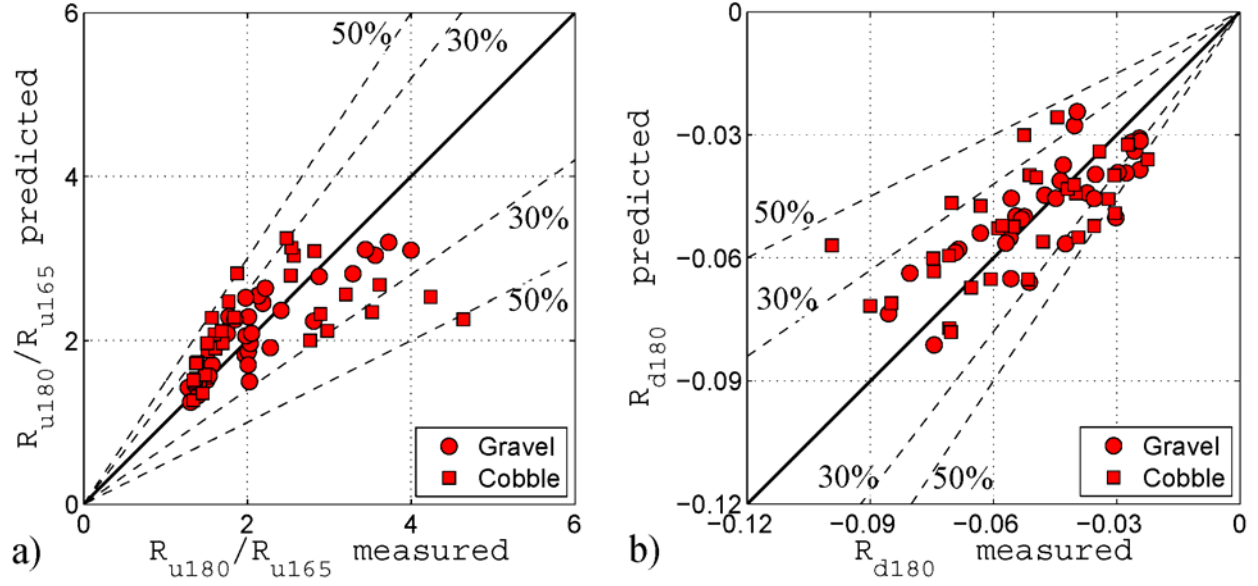 6
4
2
0
0
2
4
6
50%
30%
30%
50%
R_u180/R_u165 predicted
R_u180/R_u165 measured
Gravel
Cobble
a)
0
−0.03
−0.06
−0.09
−0.12
−0.12
−0.09
−0.06
−0.03
0
50%
30%
30%
50%
R_d180 predicted
R_d180 measured
Gravel
Cobble
b)